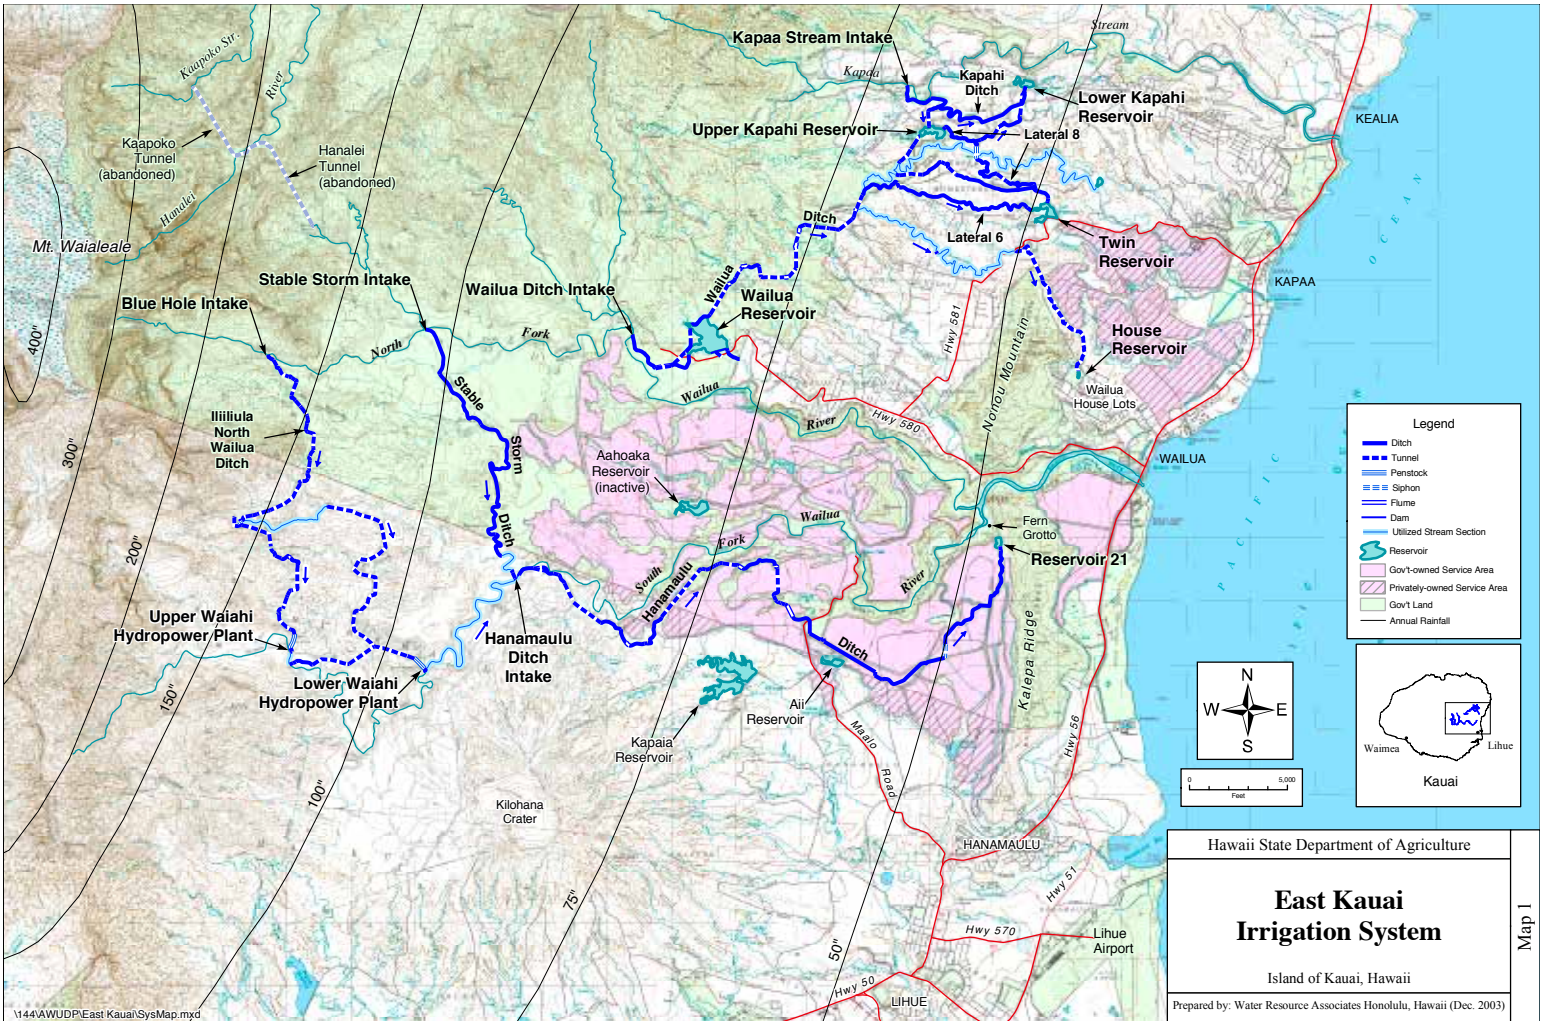 Kaapoko Str.
River
Kaapoko
Tunnel
(abandoned)
Hanalei
Tunnel
(abandoned)
Hanalei
Mt. Waialeale
400"
300"
200"
150"
100"
75"
50"
Kapaa Stream Intake
Stream
Kapaa
Kapahi
Ditch
Lower Kapahi
Reservoir
Upper Kapahi Reservoir
Lateral 8
KEALIA
Ditch
Lateral 6
Twin
Reservoir
KAPAA
Stable Storm Intake
Blue Hole Intake
Wailua Ditch Intake
Wailua
Wailua
Reservoir
North
Fork
Wailua
River
Hwy 581
Hwy 580
Nonou Mountain
House
Reservoir
Wailua
House Lots
WAILUA
PACIFIC OCEAN
Stable
Storm
Ditch
Iliiliula
North
Wailua
Ditch
Aahoaka
Reservoir
(inactive)
South
Fork
Wailua
River
Fern
Grotto
Reservoir 21
Hanamaulu
Ditch
Upper Waiahi
Hydropower Plant
Lower Waiahi
Hydropower Plant
Hanamaulu
Ditch
Intake
Kapaia
Reservoir
Aii
Reservoir
Maalo
Road
Kalepa Ridge
Hwy 56
Kilohana
Crater
HANAMAULU
Hwy 51
Hwy 570
Lihue
Airport
Hwy 50
LIHUE
Legend
Ditch
Tunnel
Penstock
Siphon
Flume
Dam
Utilized Stream Section
Reservoir
Gov't-owned Service Area
Privately-owned Service Area
Gov't Land
Annual Rainfall
N
W
E
S
0
5,000
Feet
Waimea
Lihue
Kauai
Hawaii State Department of Agriculture
East Kauai
Irrigation System
Island of Kauai, Hawaii
Prepared by: Water Resource Associates Honolulu, Hawaii (Dec. 2003)
Map 1
\144\AWUDP\East Kauai\SysMap.mxd